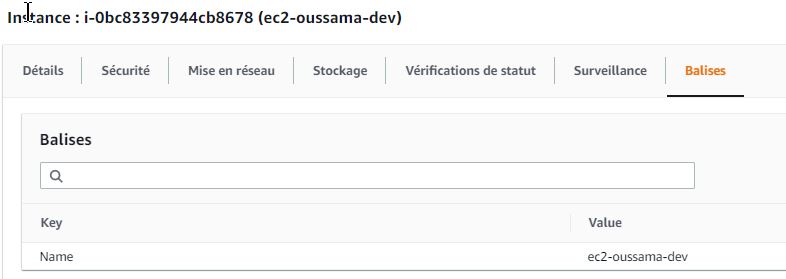 Instance : i-0bc83397944cb8678 (ec2-oussama-dev)
Détails Sécurité Mise en réseau Stockage Vérifications de statut Surveillance Balises
Balises
Key Value
Name ec2-oussama-dev